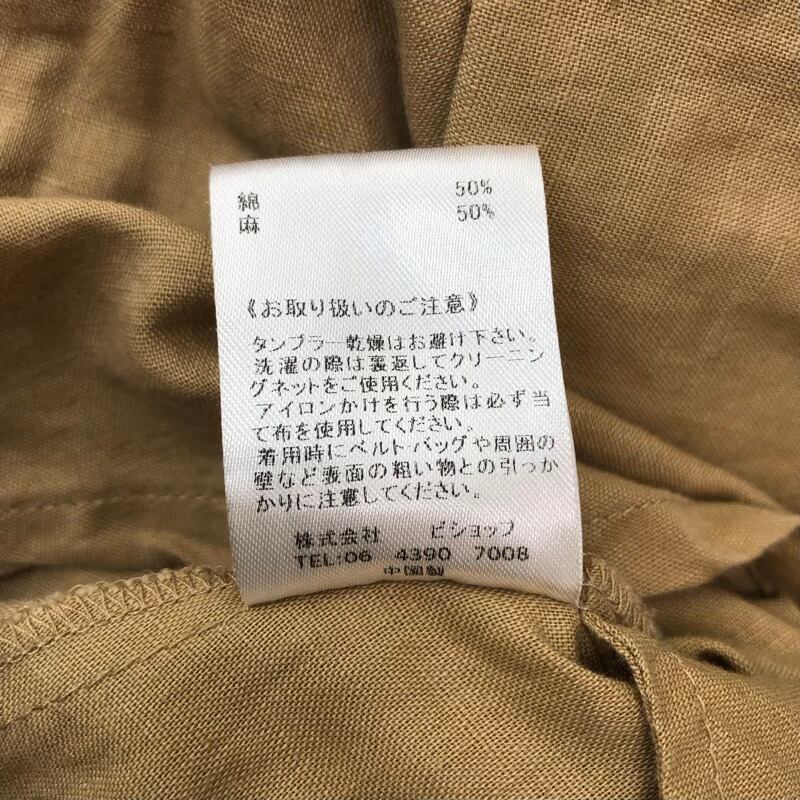 綿 50%
麻 50%
《お取り扱いのご注意》
タンブラー乾燥はお避け下さい。
洗濯の際は裏返してクリーニン
グネットをご使用ください。
アイロンかけを行う際は必ず当
て布を使用してください。
着用時にベルト・バッグや周囲の
壁など表面の粗い物との引っか
かりに注意してください。
株式会社 ビショップ
TEL:06 4390 7008
中国製